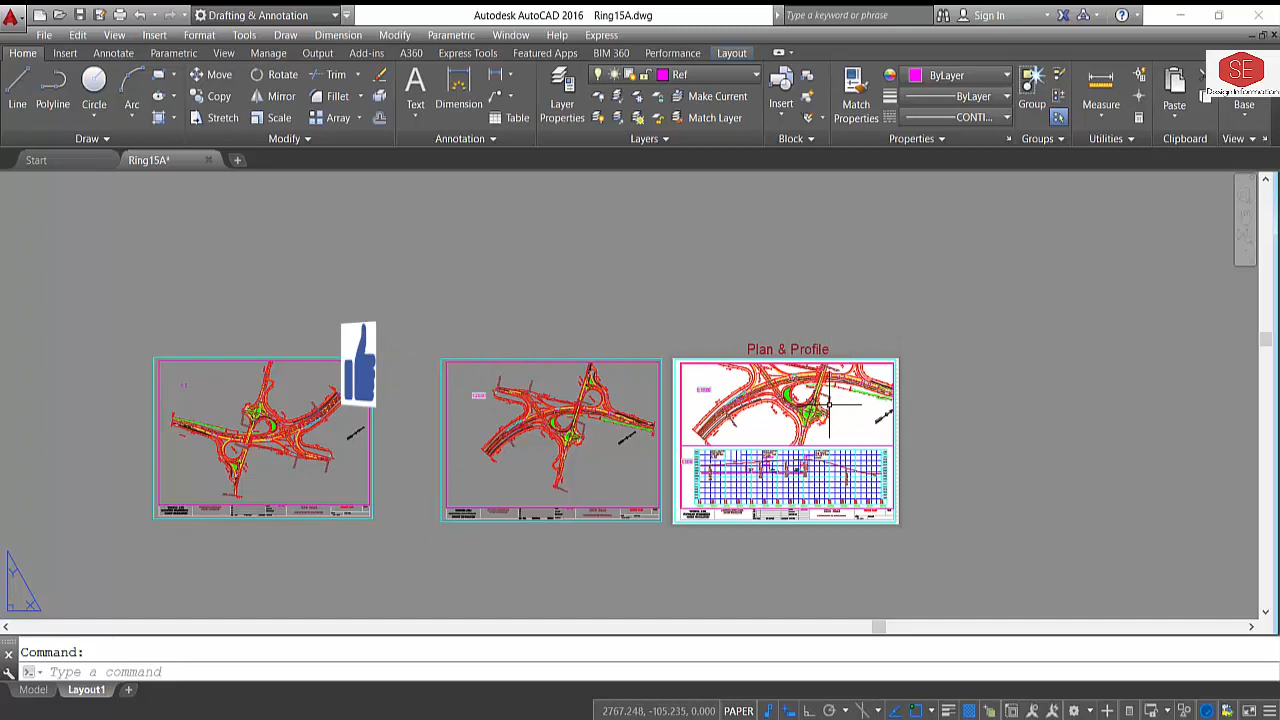 Autodesk AutoCAD 2016 Ring15A.dwg
Drafting & Annotation
Type a keyword or phrase
Sign In
File Edit View Insert Format Tools Draw Dimension Modify Parametric Window Help Express
Home Insert Annotate Parametric View Manage Output Add-ins A360 Express Tools Featured Apps BIM 360 Performance Layout
Line Polyline Circle Arc
Move Rotate Trim
Copy Mirror Fillet
Stretch Scale Array
Text Dimension Table
Layer Properties
Ref
Make Current
Match Layer
Insert
Match Properties
ByLayer
ByLayer
CONTI...
Group
Measure
Paste
Base
SE
Design Information
Draw Modify Annotation Layers Block Properties Groups Utilities Clipboard View
Start Ring15A*
Plan & Profile
Y
X
Command:
Type a command
Model Layout1
2767.248, -105.235, 0.000 PAPER